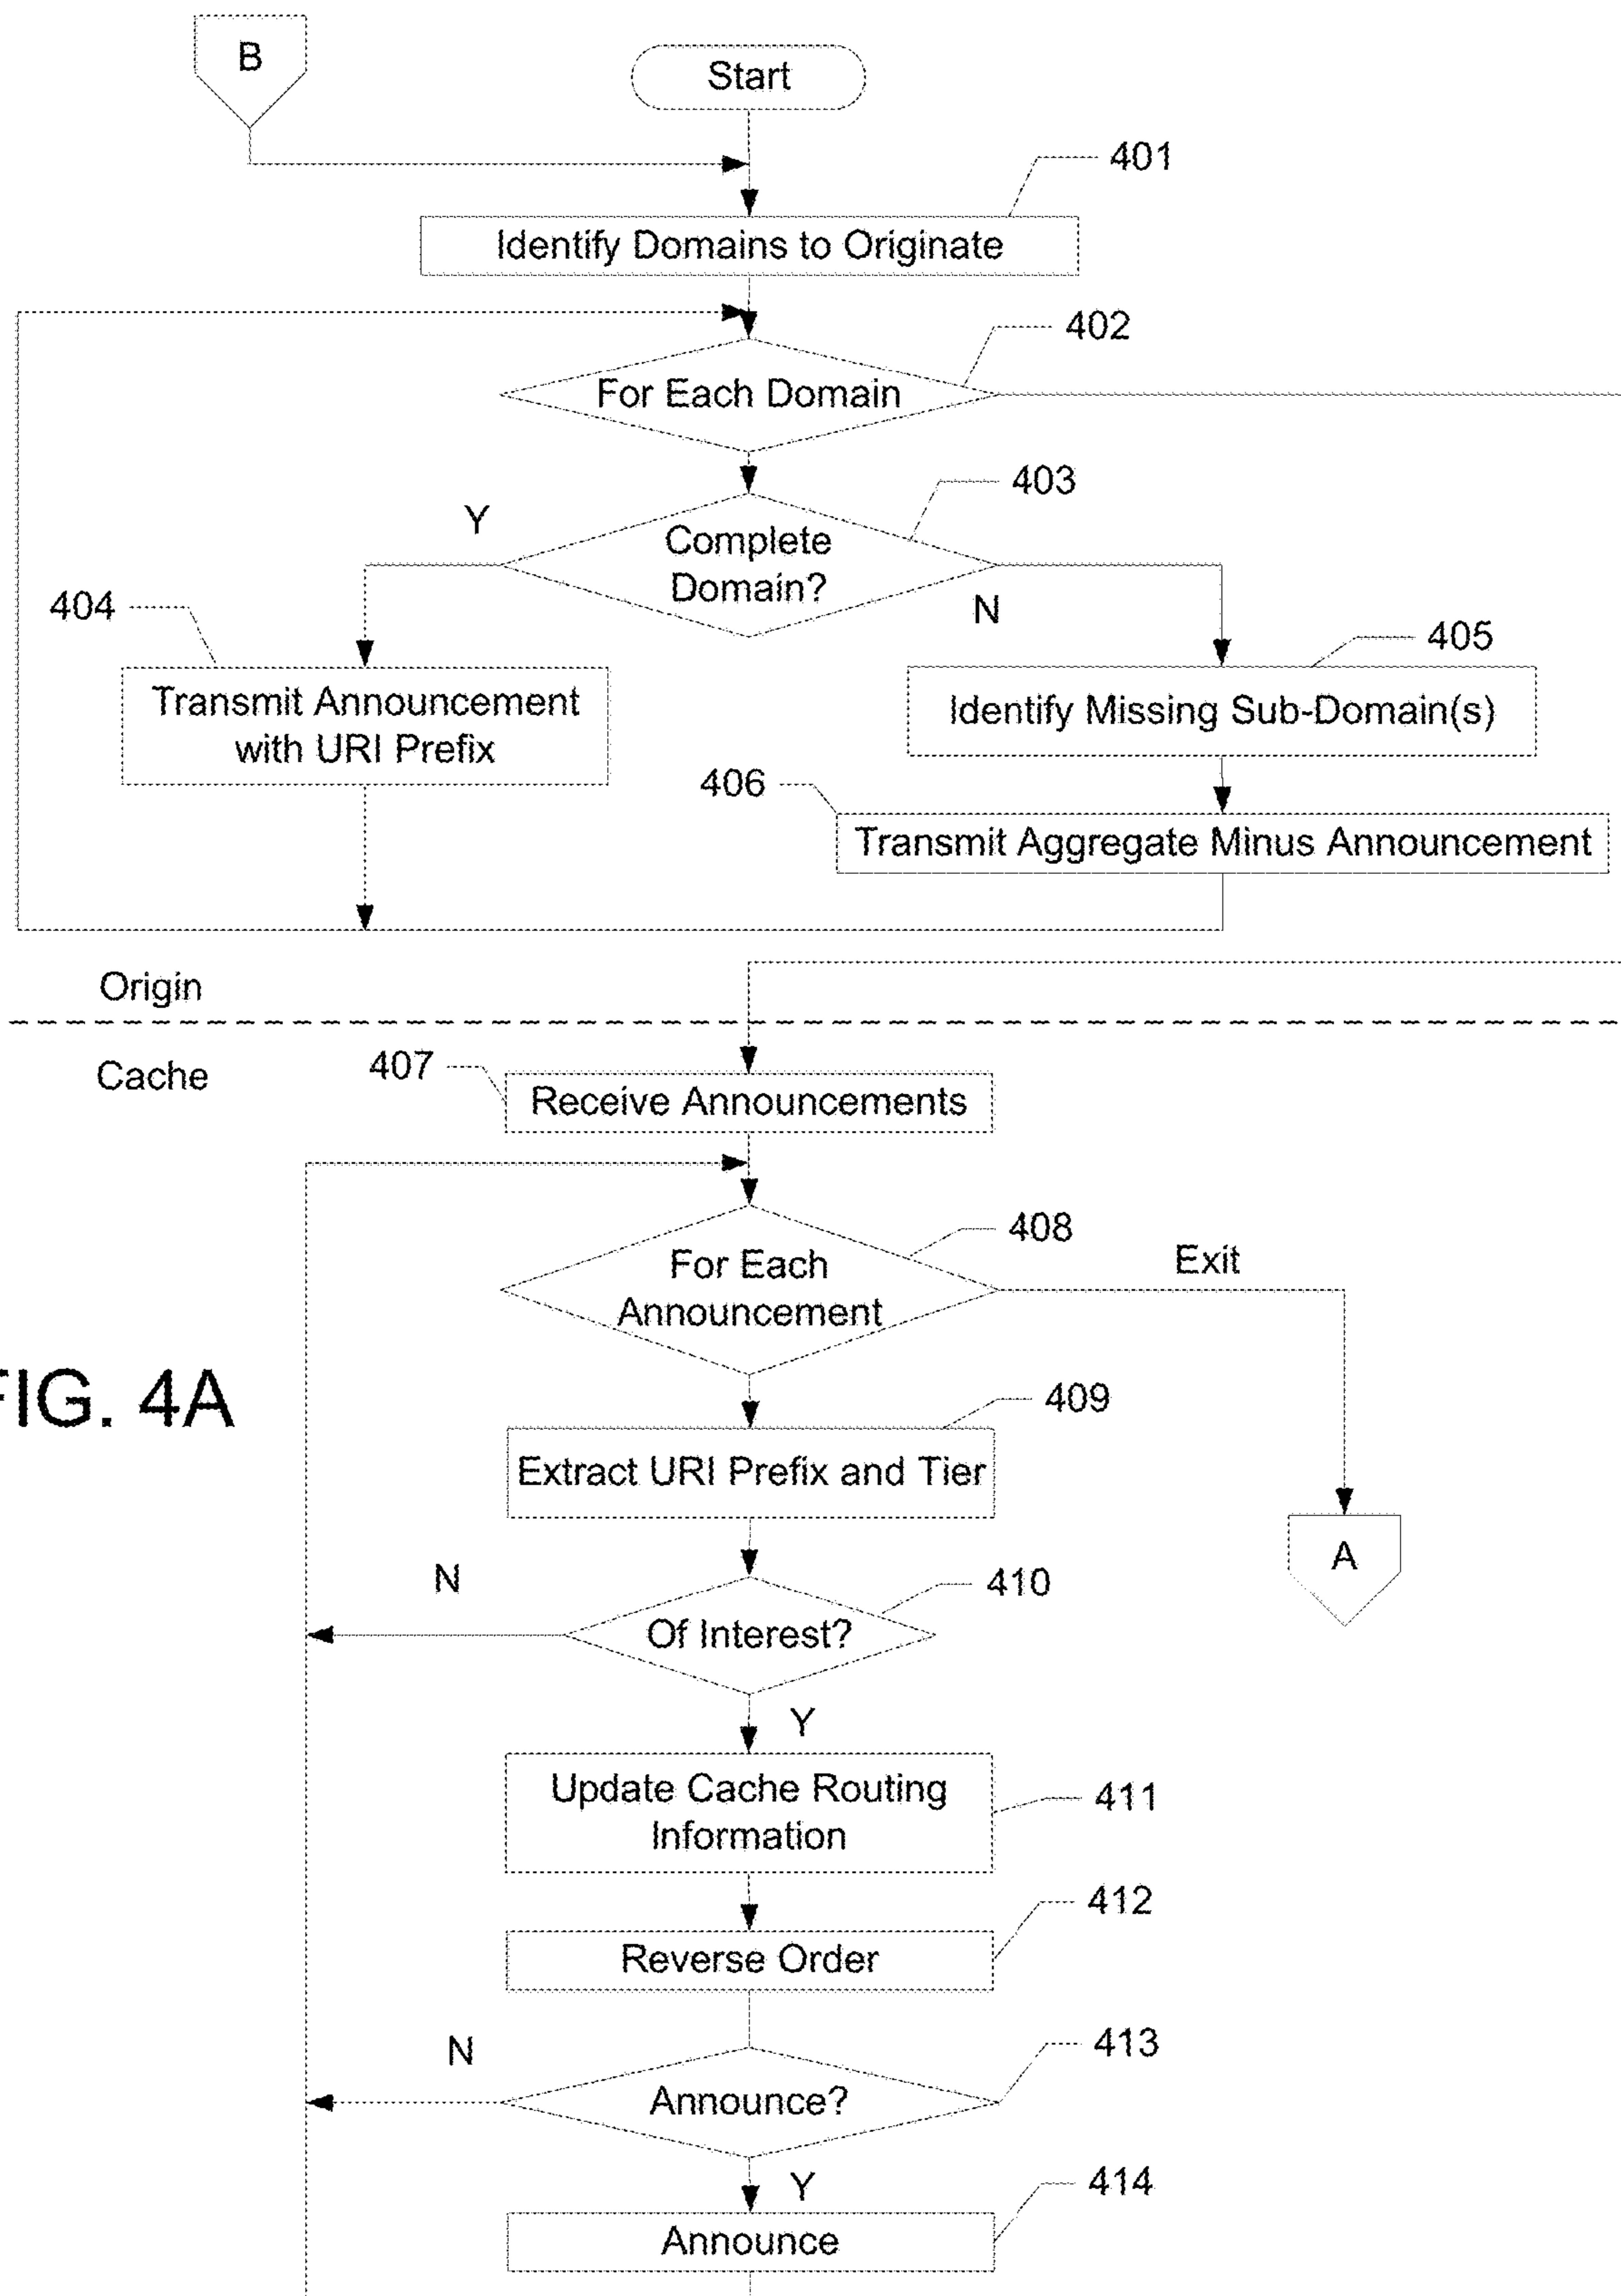 B
Start
401
Identify Domains to Originate
402
For Each Domain
403
Y
Complete
Domain?
N
404
405
Transmit Announcement
with URI Prefix
Identify Missing Sub-Domain(s)
406
Transmit Aggregate Minus Announcement
Origin
Cache
407
Receive Announcements
408
For Each
Announcement
Exit
FIG. 4A
409
Extract URI Prefix and Tier
A
N
410
Of Interest?
Y
Update Cache Routing
Information
411
412
Reverse Order
N
413
Announce?
Y
414
Announce